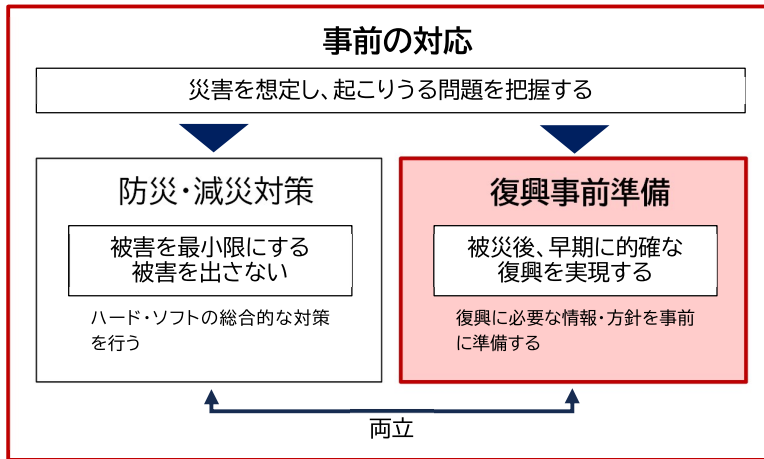 事前の対応
災害を想定し、起こりうる問題を把握する
防災・減災対策
被害を最小限にする
被害を出さない
ハード・ソフトの総合的な対策
を行う
復興事前準備
被災後、早期に的確な
復興を実現する
復興に必要な情報・方針を事前
に準備する
両立